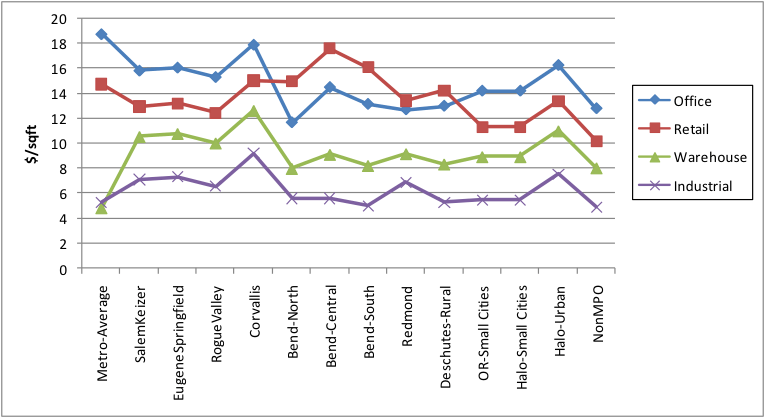 20
18
16
14
12
10
8
6
4
2
0
$/sqft
Metro-Average
SalemKeizer
EugeneSpringfield
RogueValley
Corvallis
Bend-North
Bend-Central
Bend-South
Redmond
Deschutes-Rural
OR-Small Cities
Halo-Small Cities
Halo-Urban
NonMPO
Office
Retail
Warehouse
Industrial